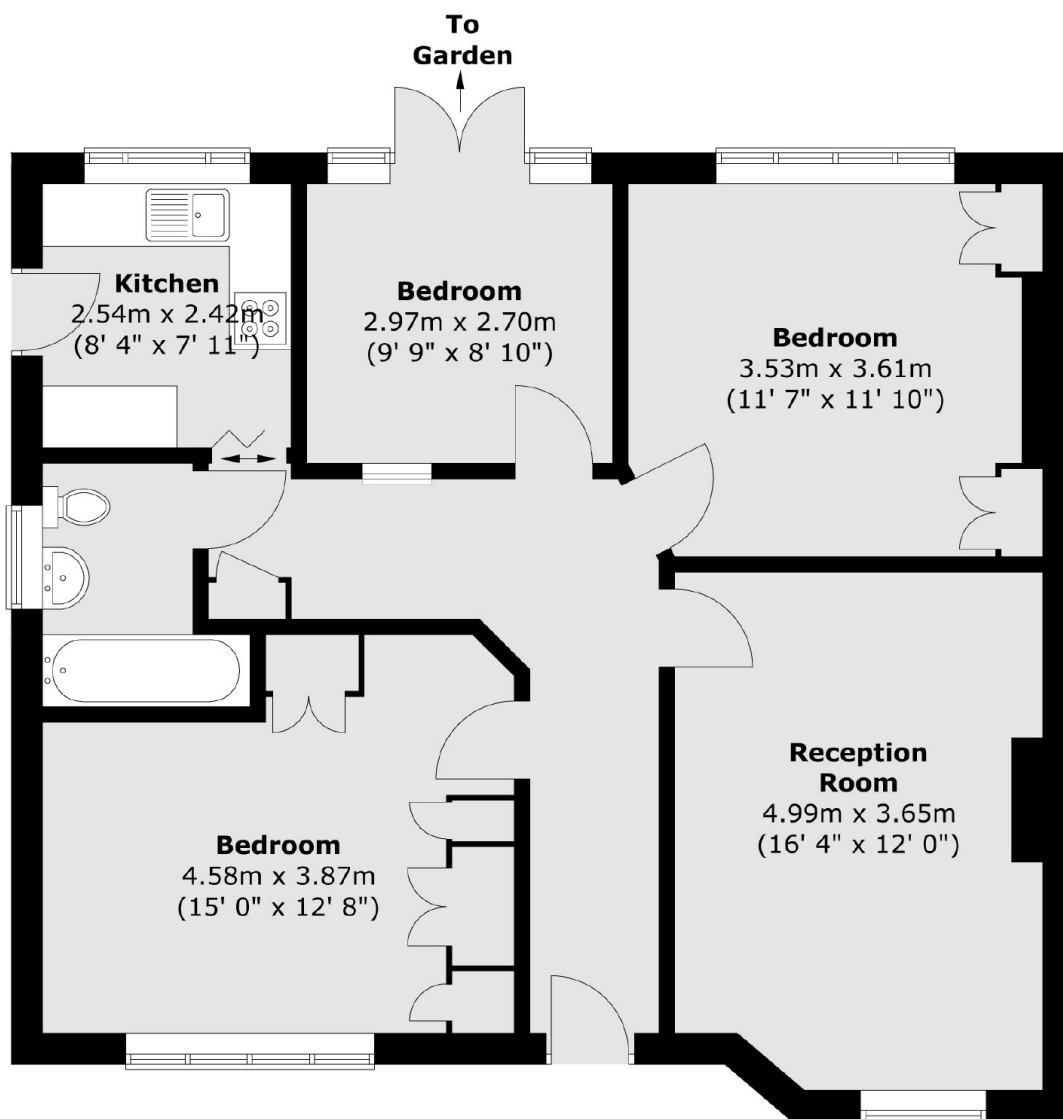 To
Garden
Kitchen
2.54m x 2.42m
(8' 4" x 7' 11")
Bedroom
2.97m x 2.70m
(9' 9" x 8' 10")
Bedroom
3.53m x 3.61m
(11' 7" x 11' 10")
Reception
Room
4.99m x 3.65m
(16' 4" x 12' 0")
Bedroom
4.58m x 3.87m
(15' 0" x 12' 8")